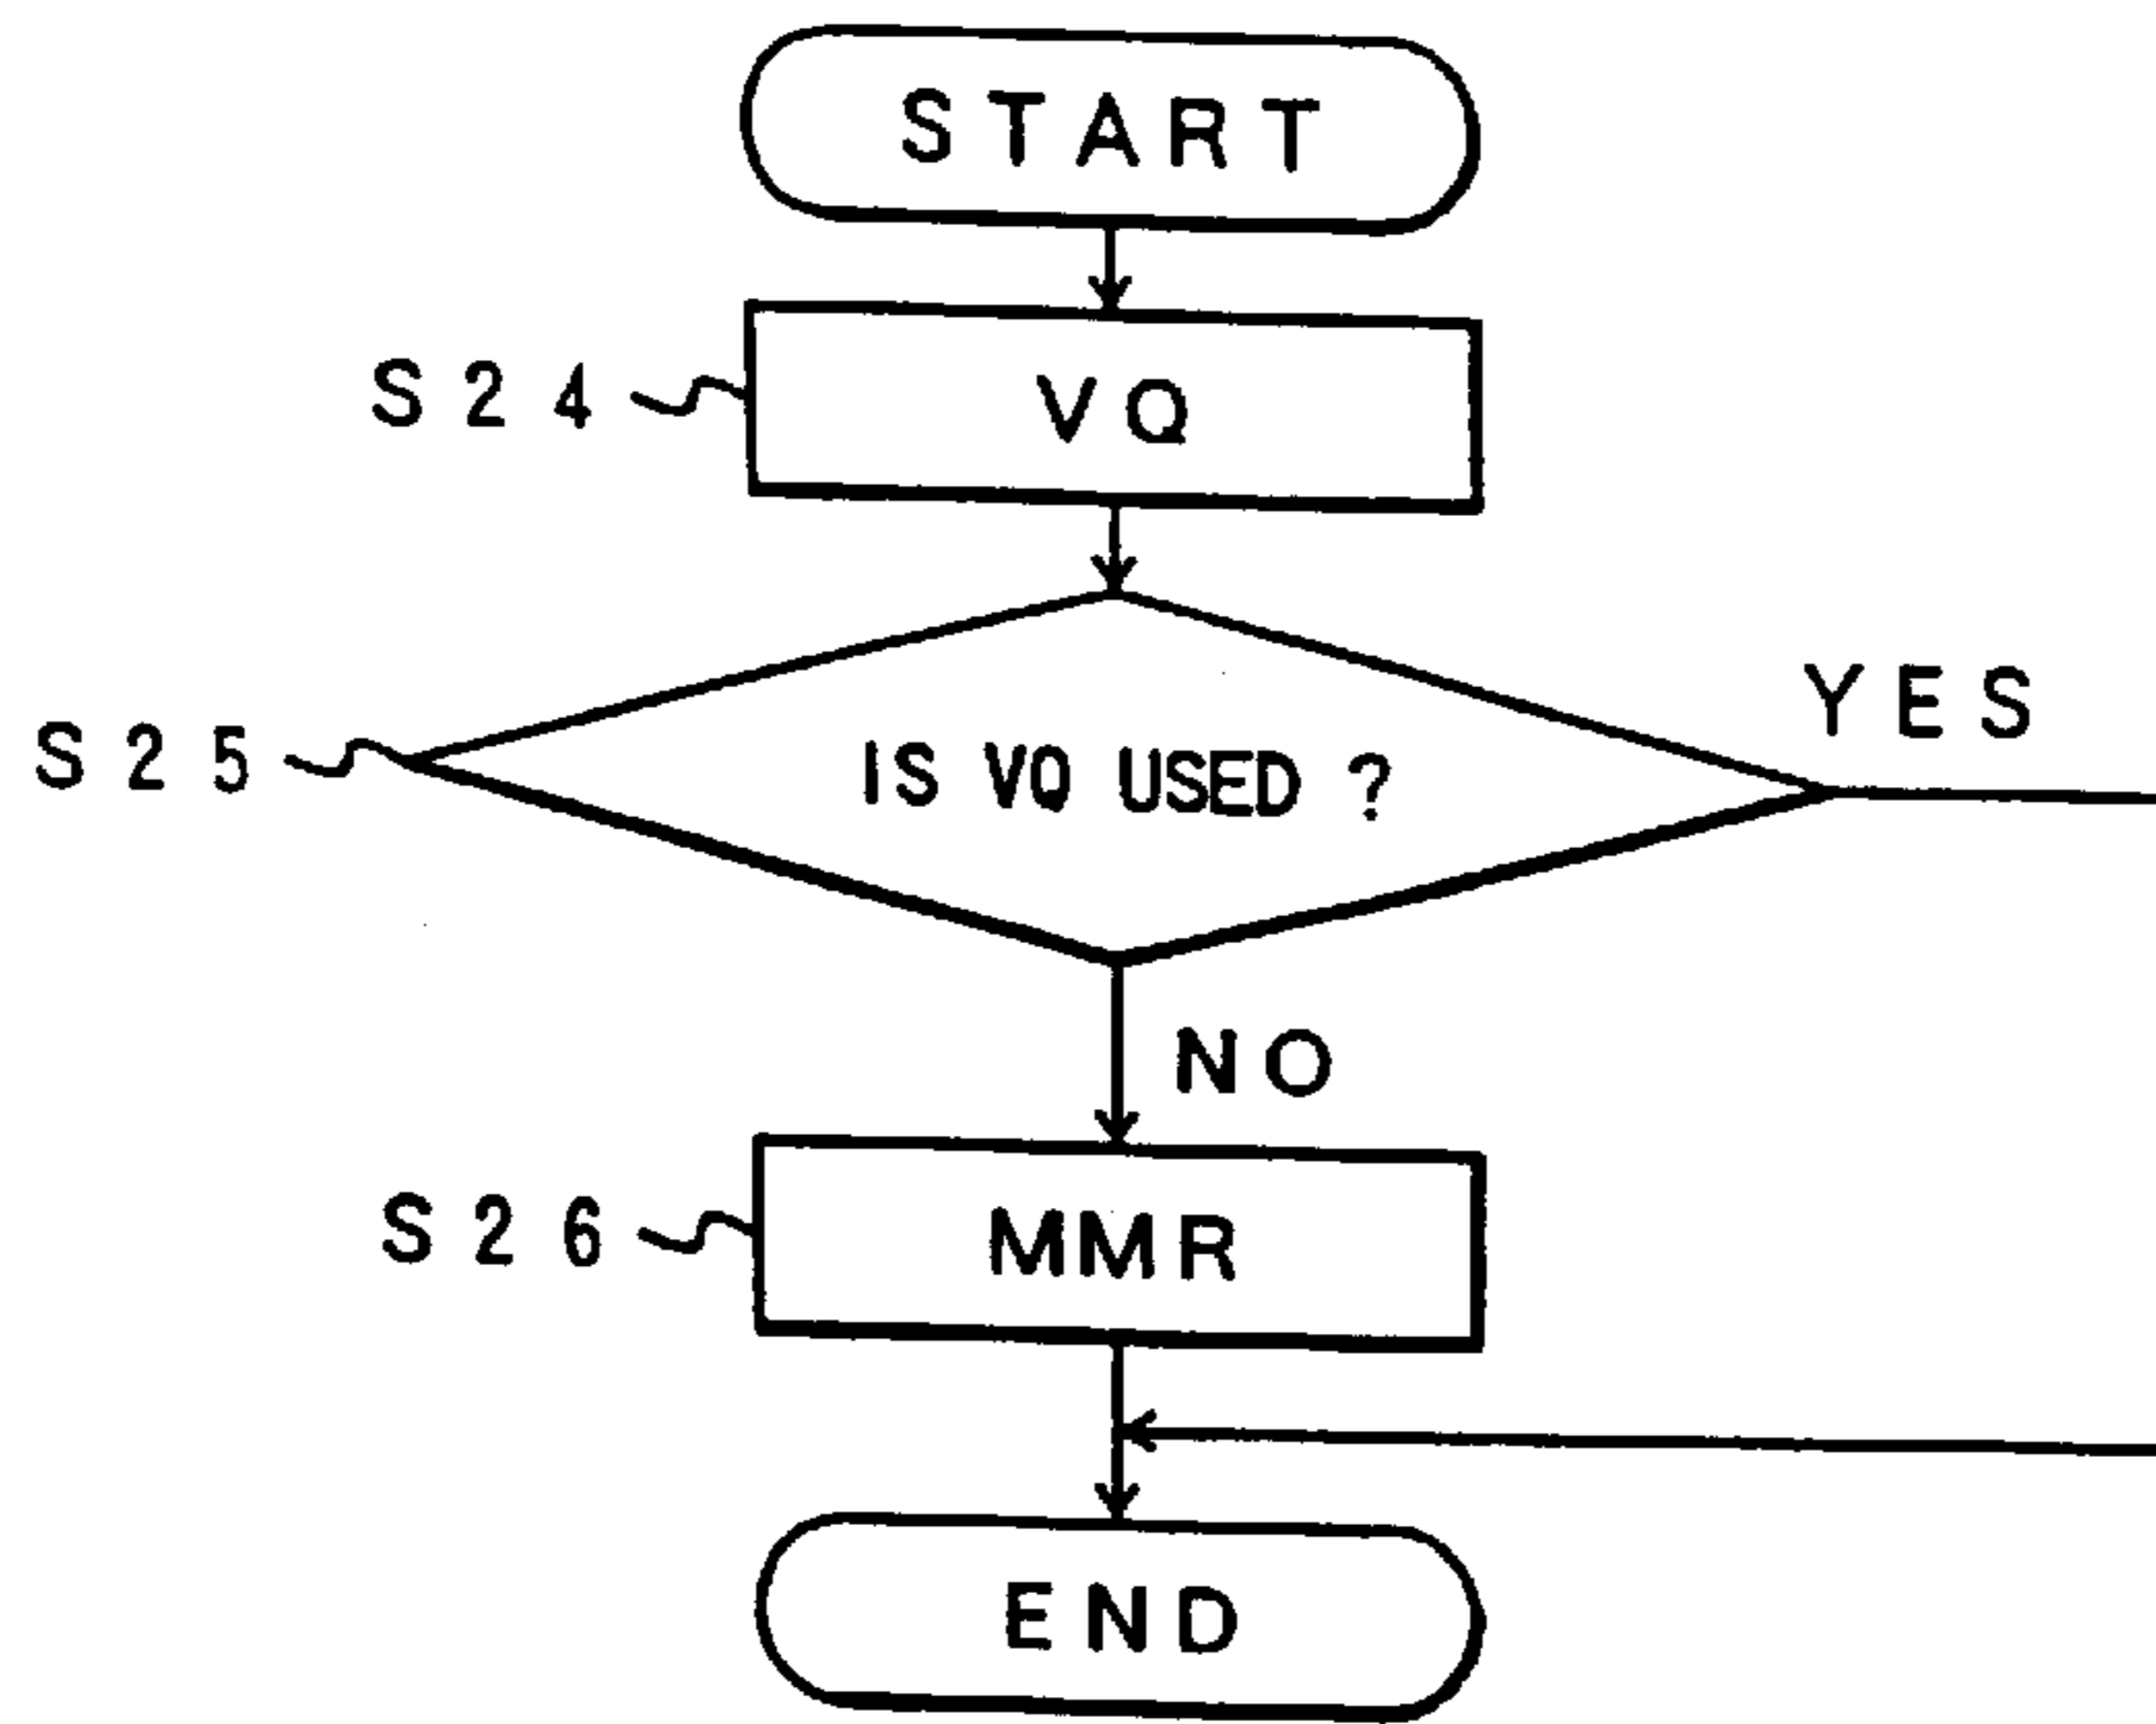 START
S24
VQ
YES
S25
IS VQ USED ?
NO
S26
MMR
END